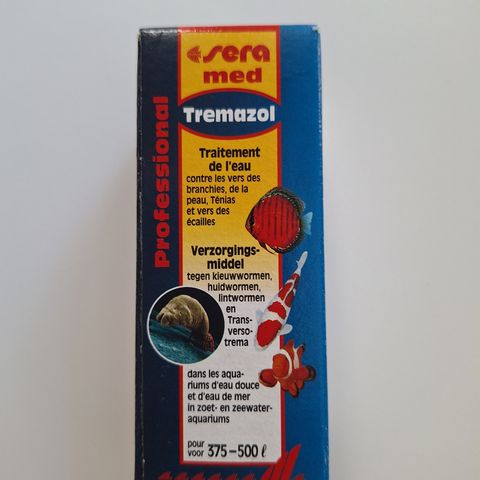 sera
med
Professional
Tremazol
Traitement
de l'eau
contre les vers des
branchies, de la
peau, Ténias
et vers des
écailles
Verzorgings-
middel
tegen kieuwwormen,
huidwormen,
lintwormen
en
Trans-
verso-
trema
dans les aqua-
riums d'eau douce
et d'eau de mer
in zoet- en zeewater-
aquariums
pour
voor 375–500 ℓ